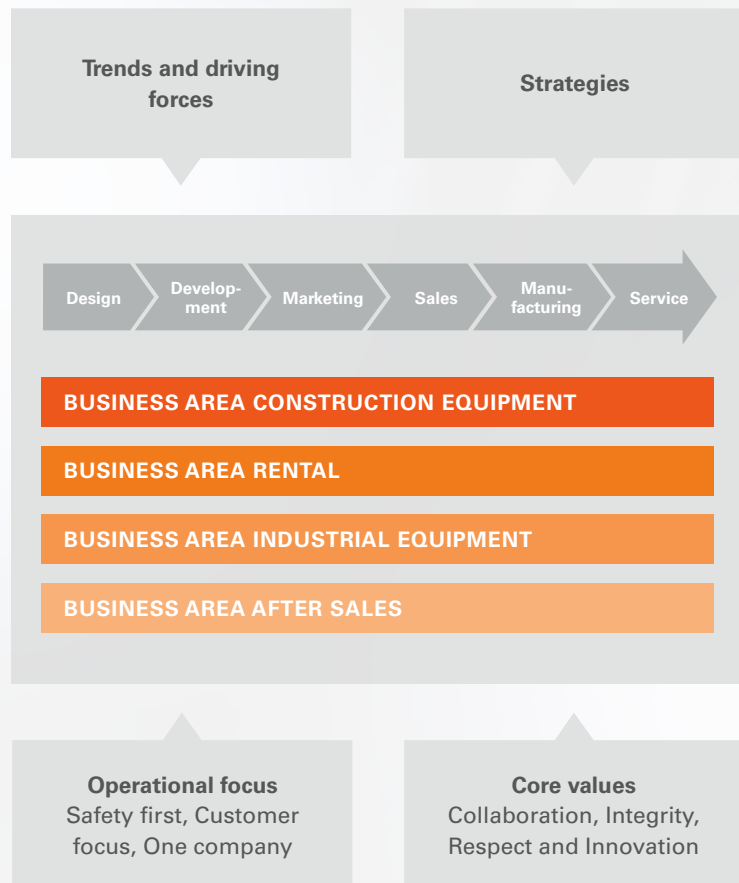 Trends and driving
forces
Strategies
Design
Develop-
ment
Marketing
Sales
Manu-
facturing
Service
BUSINESS AREA CONSTRUCTION EQUIPMENT
BUSINESS AREA RENTAL
BUSINESS AREA INDUSTRIAL EQUIPMENT
BUSINESS AREA AFTER SALES
Operational focus
Safety first, Customer
focus, One company
Core values
Collaboration, Integrity,
Respect and Innovation